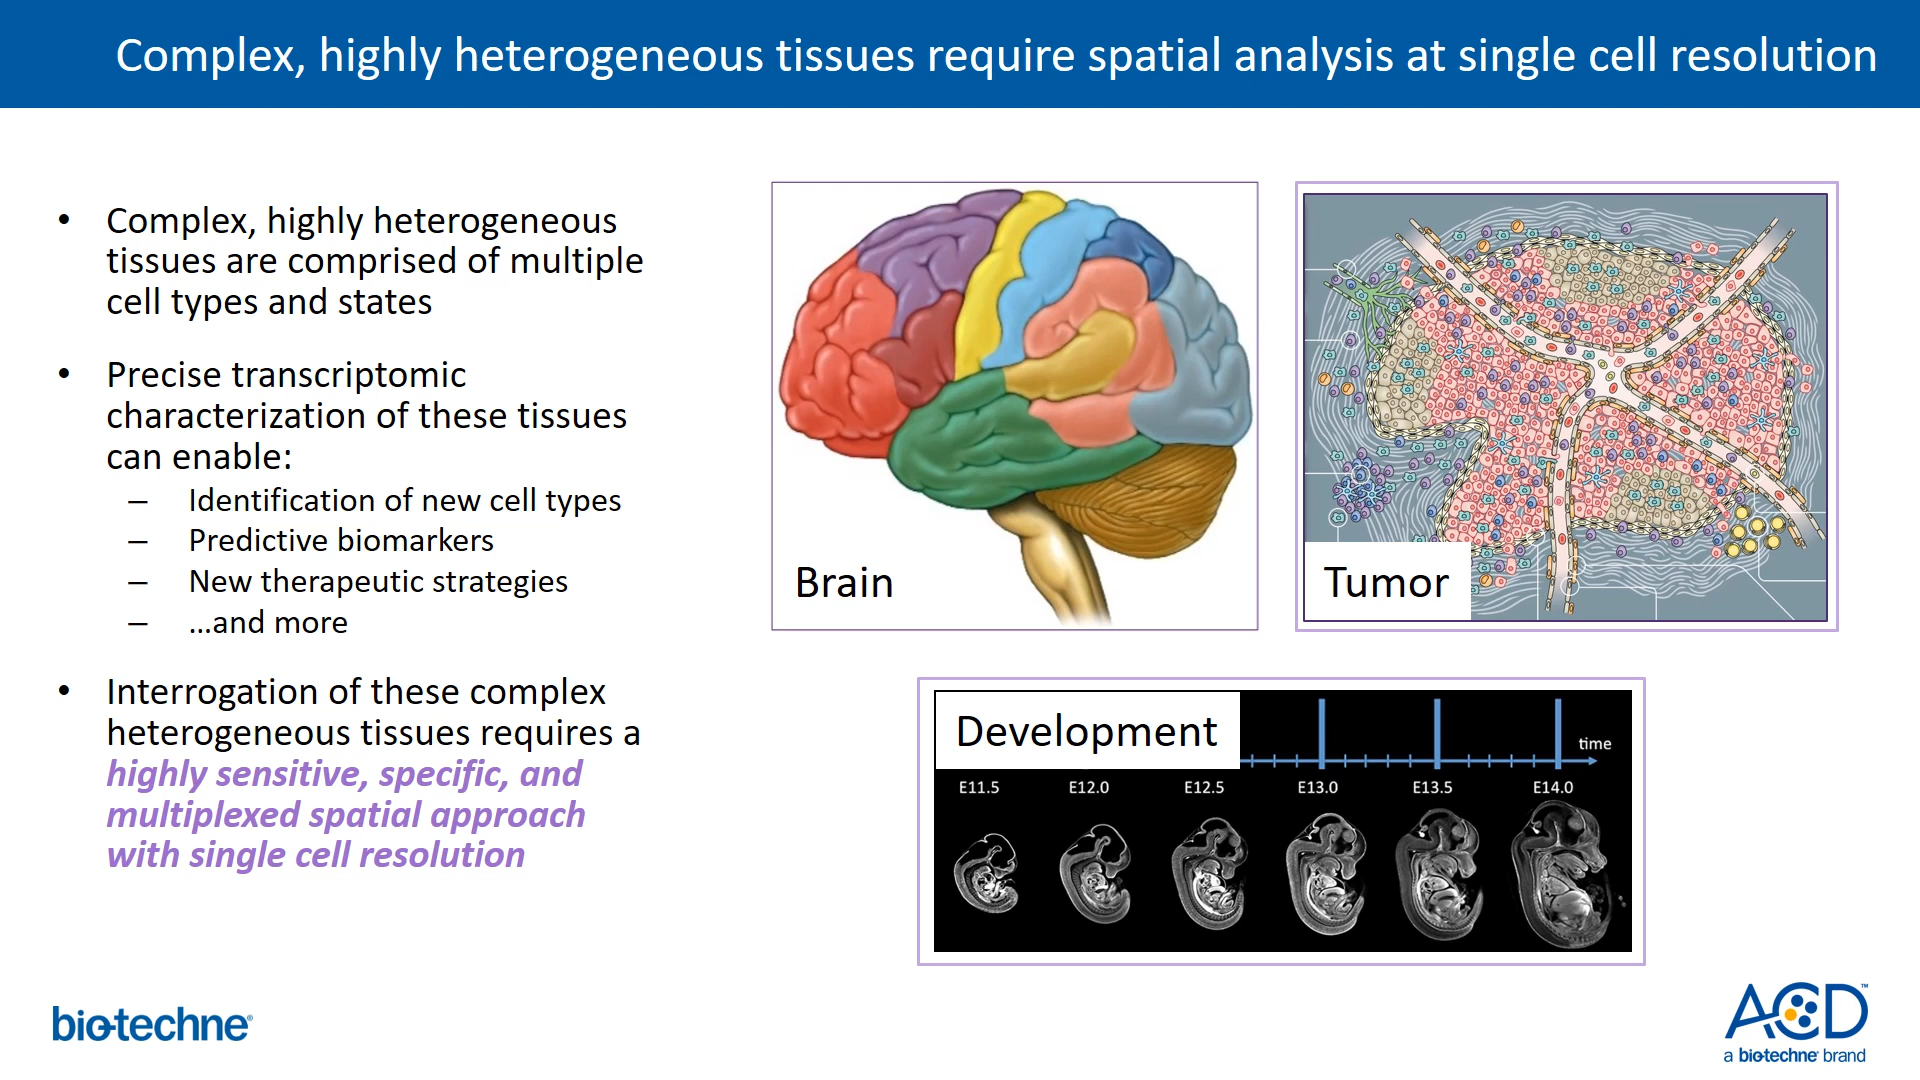 Complex, highly heterogeneous tissues require spatial analysis at single cell resolution
• Complex, highly heterogeneous
tissues are comprised of multiple
cell types and states
• Precise transcriptomic
characterization of these tissues
can enable:
– Identification of new cell types
– Predictive biomarkers
– New therapeutic strategies
– ...and more
• Interrogation of these complex
heterogeneous tissues requires a
highly sensitive, specific, and
multiplexed spatial approach
with single cell resolution
Brain
Tumor
Development
time
E11.5 E12.0 E12.5 E13.0 E13.5 E14.0
bio-techne®
ACD™
a bio-techne brand